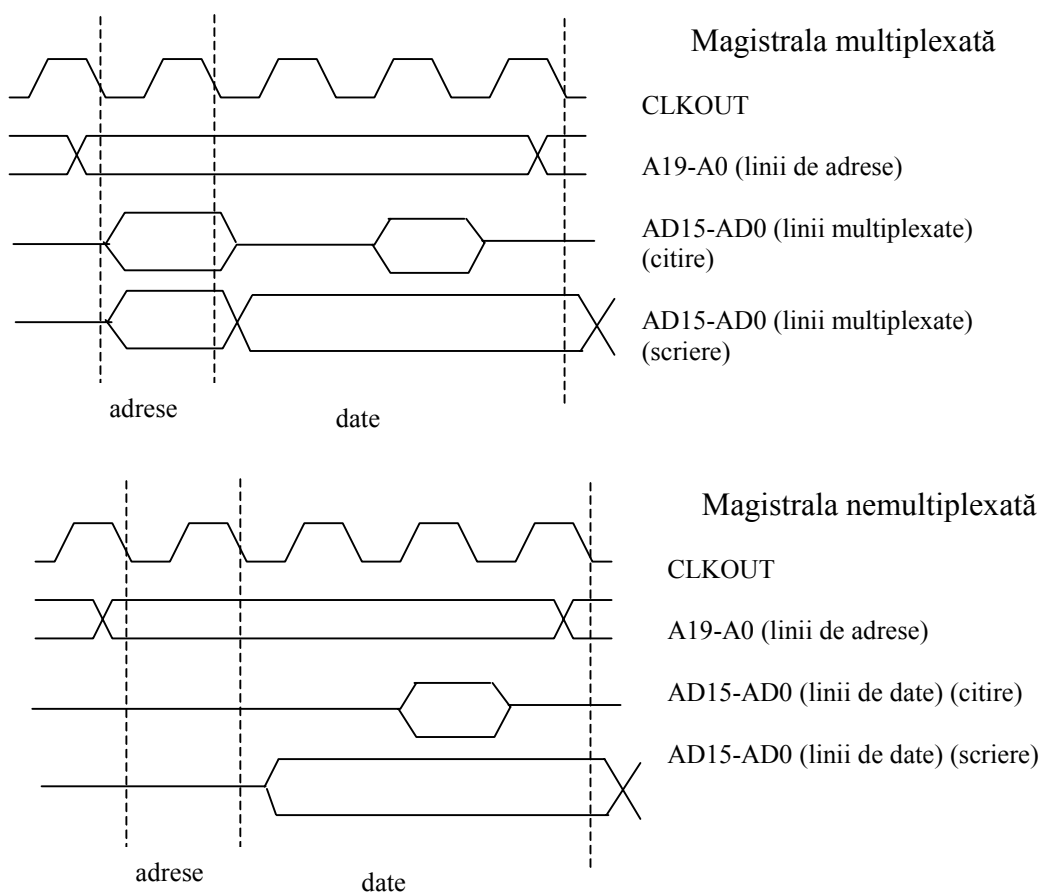 Magistrala multiplexată
CLKOUT
A19-A0 (linii de adrese)
AD15-AD0 (linii multiplexate)
(citire)
AD15-AD0 (linii multiplexate)
(scriere)
adrese
date
Magistrala nemultiplexată
CLKOUT
A19-A0 (linii de adrese)
AD15-AD0 (linii de date) (citire)
AD15-AD0 (linii de date) (scriere)
adrese
date